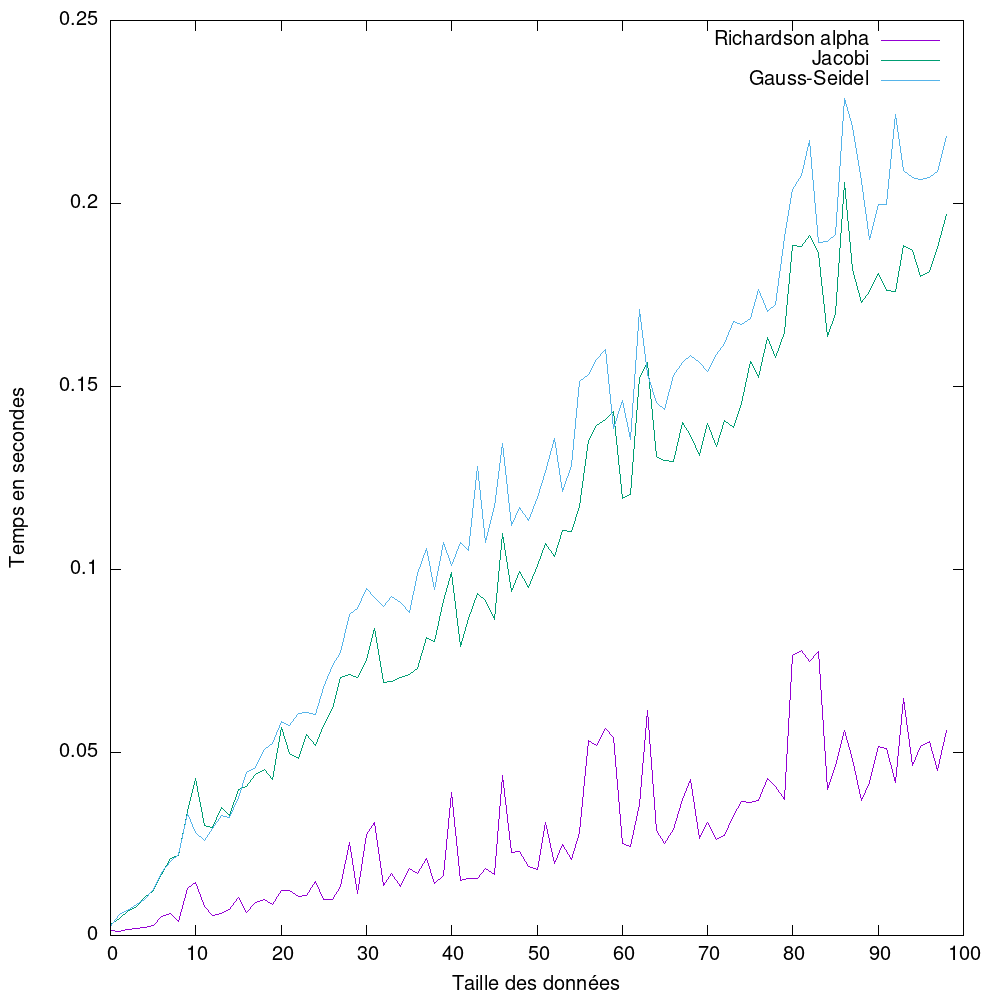 0.25
0.2
0.15
0.1
0.05
0
Temps en secondes
Richardson alpha
Jacobi
Gauss-Seidel
0 10 20 30 40 50 60 70 80 90 100
Taille des données